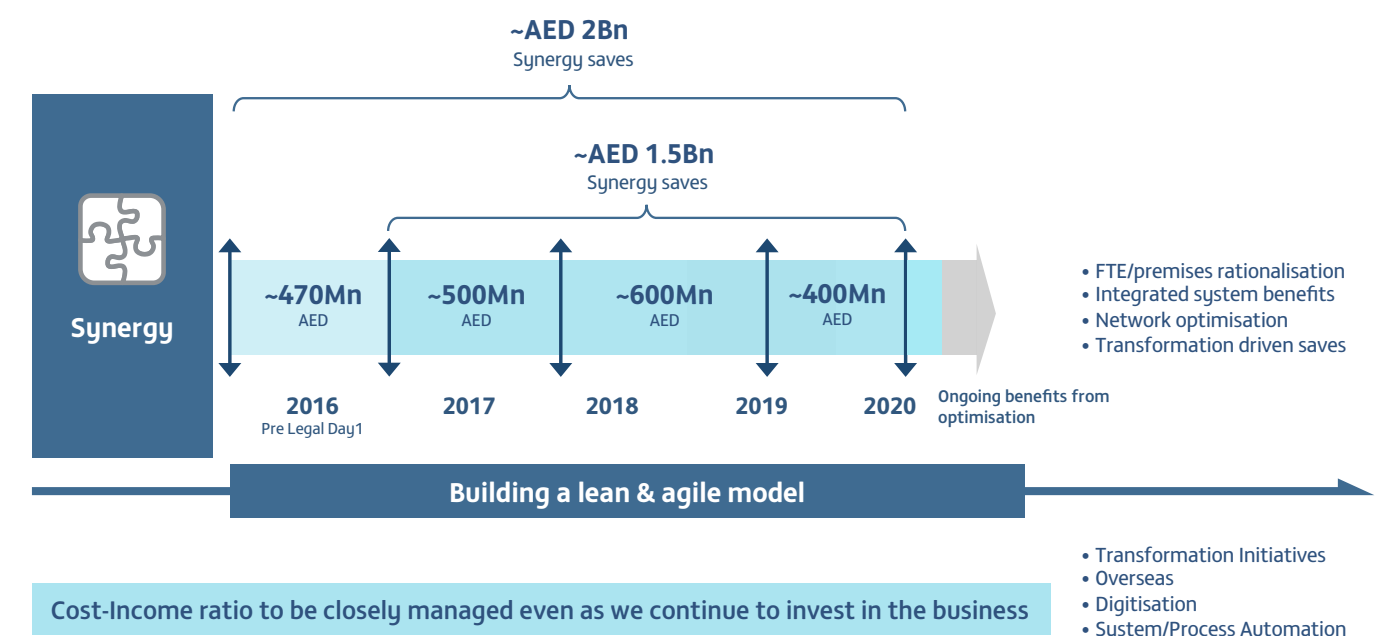 ~AED 2Bn
Synergy saves
~AED 1.5Bn
Synergy saves
Synergy
~470Mn
AED
~500Mn
AED
~600Mn
AED
~400Mn
AED
• FTE/premises rationalisation
• Integrated system benefits
• Network optimisation
• Transformation driven saves
2016
Pre Legal Day1
2017
2018
2019
2020
Ongoing benefits from
optimisation
Building a lean & agile model
Cost-Income ratio to be closely managed even as we continue to invest in the business
• Transformation Initiatives
• Overseas
• Digitisation
• System/Process Automation